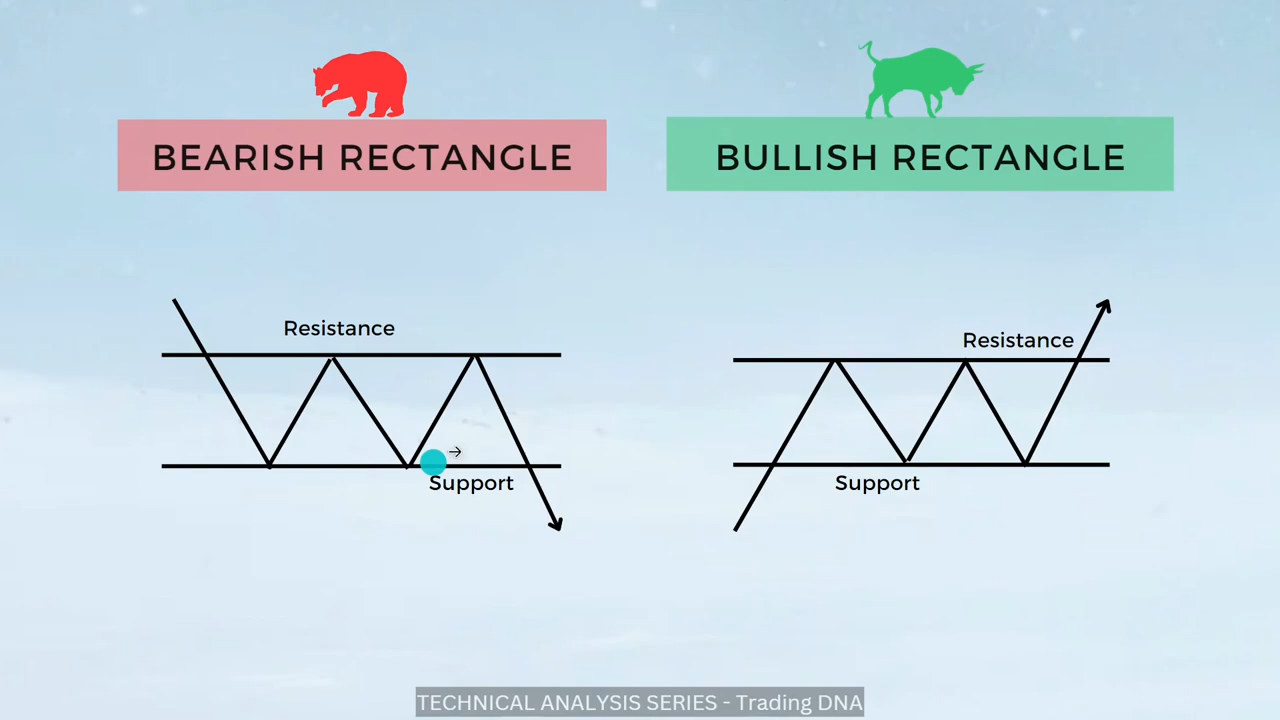 BEARISH RECTANGLE
BULLISH RECTANGLE
Resistance
Support
Resistance
Support
TECHNICAL ANALYSIS SERIES - Trading DNA